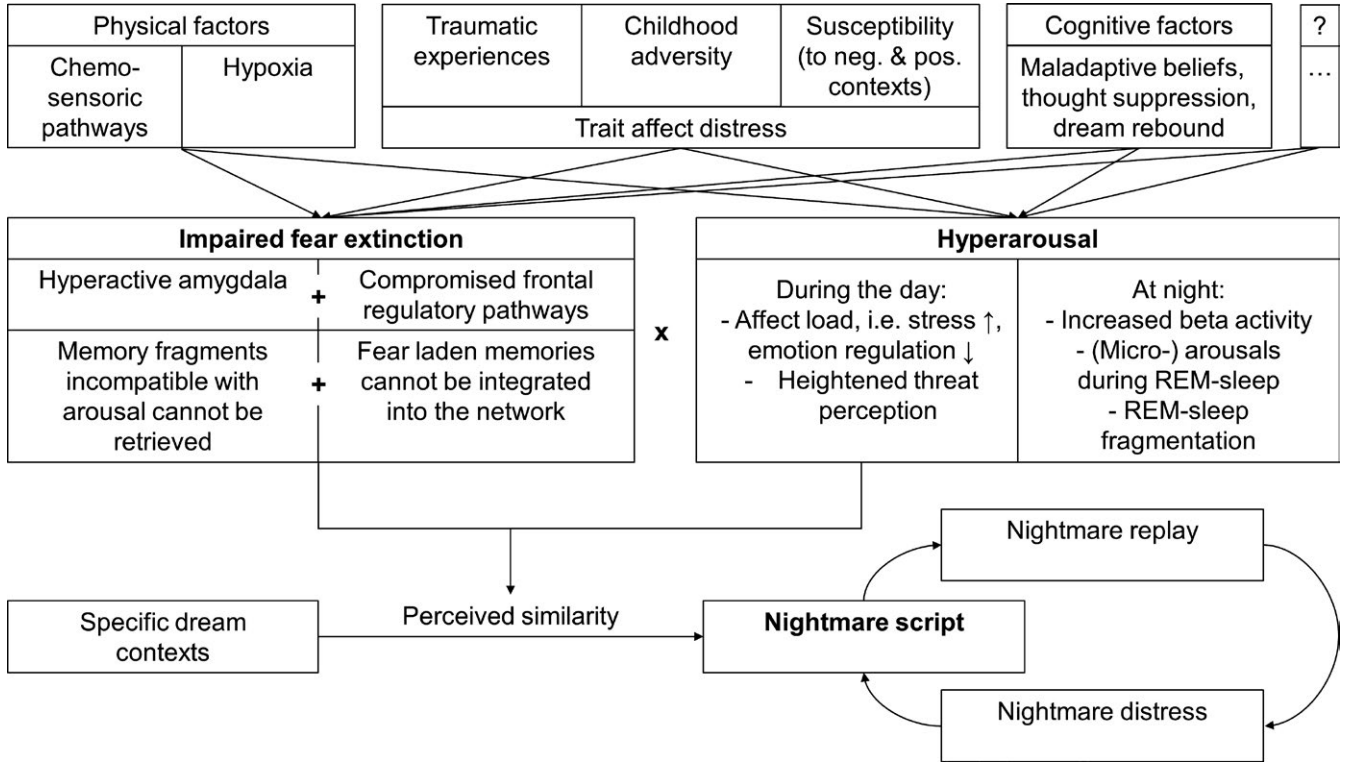 Physical factors
Chemo-
sensoric
pathways
Hypoxia
Traumatic
experiences
Childhood
adversity
Susceptibility
(to neg. & pos.
contexts)
Trait affect distress
Cognitive factors
Maladaptive beliefs,
thought suppression,
dream rebound
?
…
Impaired fear extinction
Hyperactive amygdala
+
Compromised frontal
regulatory pathways
Memory fragments
incompatible with
arousal cannot be
retrieved
+
Fear laden memories
cannot be integrated
into the network
x
Hyperarousal
During the day:
- Affect load, i.e. stress ↑,
emotion regulation ↓
- Heightened threat
perception
At night:
- Increased beta activity
- (Micro-) arousals
during REM-sleep
- REM-sleep
fragmentation
Nightmare replay
Specific dream
contexts
Perceived similarity
Nightmare script
Nightmare distress